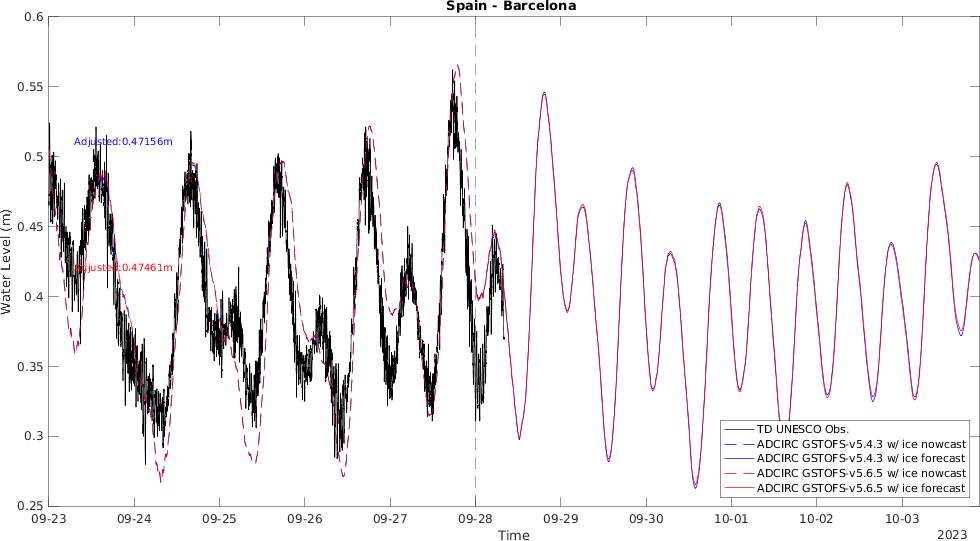 Spain - Barcelona
0.6
0.55
0.5
0.45
0.4
0.35
0.3
0.25
Water Level (m)
Adjusted:0.47156m
Adjusted:0.47461m
TD UNESCO Obs.
ADCIRC GSTOFS-v5.4.3 w/ ice nowcast
ADCIRC GSTOFS-v5.4.3 w/ ice forecast
ADCIRC GSTOFS-v5.6.5 w/ ice nowcast
ADCIRC GSTOFS-v5.6.5 w/ ice forecast
09-23 09-24 09-25 09-26 09-27 09-28 09-29 09-30 10-01 10-02 10-03
Time
2023